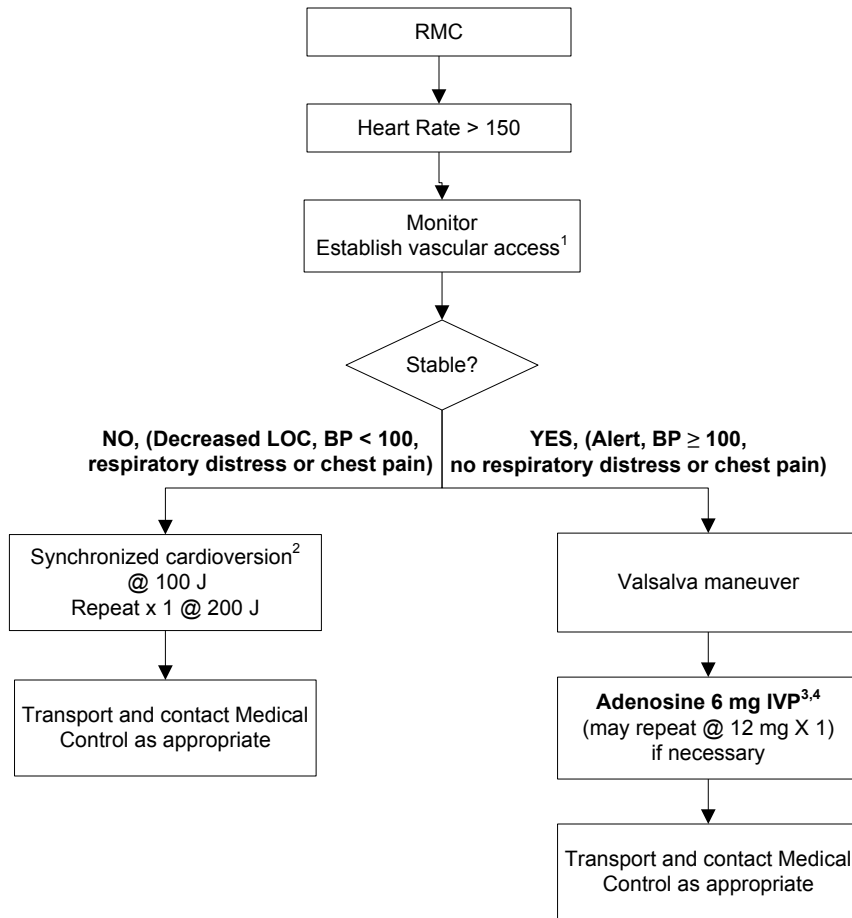 RMC
Heart Rate > 150
Monitor
Establish vascular access¹
Stable?
NO, (Decreased LOC, BP < 100,
respiratory distress or chest pain)
YES, (Alert, BP ≥ 100,
no respiratory distress or chest pain)
Synchronized cardioversion²
@ 100 J
Repeat x 1 @ 200 J
Transport and contact Medical
Control as appropriate
Valsalva maneuver
Adenosine 6 mg IVP³,⁴
(may repeat @ 12 mg X 1)
if necessary
Transport and contact Medical
Control as appropriate